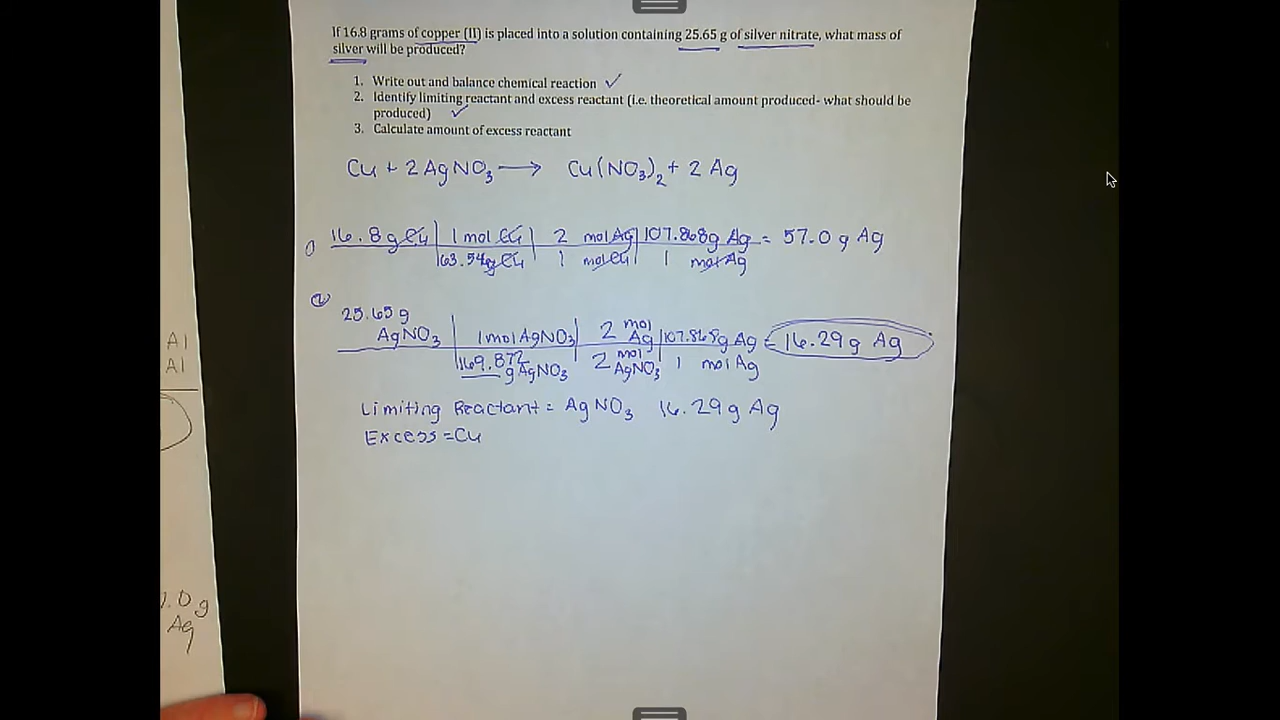 If 16.8 grams of copper (II) is placed into a solution containing 25.65 g of silver nitrate, what mass of
silver will be produced?
1. Write out and balance chemical reaction ✓
2. Identify limiting reactant and excess reactant (i.e. theoretical amount produced- what should be
produced) ✓
3. Calculate amount of excess reactant
Cu + 2 AgNO₃ → Cu(NO₃)₂ + 2 Ag
1) 16.8 g Cu | 1 mol Cu | 2 mol Ag | 107.868g Ag = 57.0 g Ag
| 63.54g Cu | 1 mol Cu | 1 mol Ag
2
25.65 g
AgNO₃ | 1 mol AgNO₃ | 2 mol Ag | 107.868g Ag = 16.29 g Ag
| 169.872 g AgNO₃ | 2 mol AgNO₃ | 1 mol Ag
Limiting Reactant = AgNO₃ 16.29 g Ag
Excess = Cu
Al
Al
.0 g
Ag